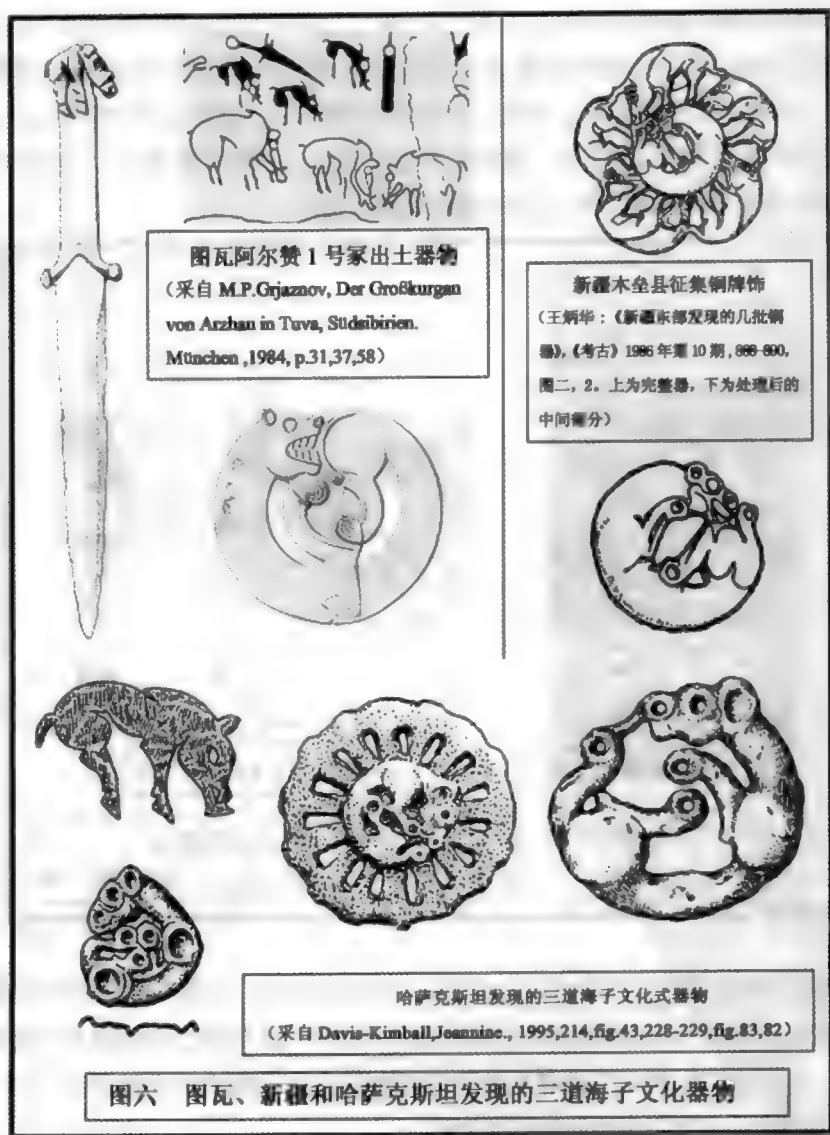 图瓦阿尔赞 1 号冢出土器物
（采自 M.P.Grjaznov, Der Großkurgan
von Arzhan in Tuva, Südsibirien.
München ,1984, p.31,37,58）
新疆木垒县征集铜牌饰
（王炳华：《新疆东部发现的几批铜
器》，《考古》1986 年第 10 期，
图二，2。上为完整器，下为处理后的
中间部分）
哈萨克斯坦发现的三道海子文化式器物
（采自 Davis-Kimball,Jeannine., 1995,214,fig.43,228-229,fig.83,82）
图六 图瓦、新疆和哈萨克斯坦发现的三道海子文化器物